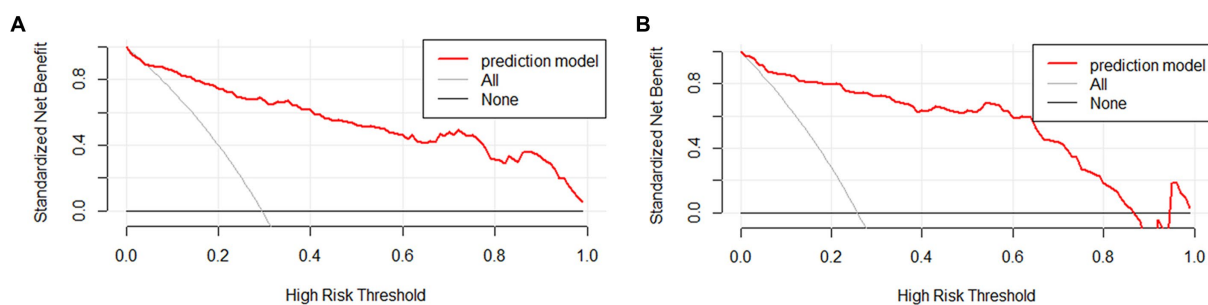 A
Standardized Net Benefit
0.0 0.4 0.8
prediction model
All
None
0.0 0.2 0.4 0.6 0.8 1.0
High Risk Threshold
B
Standardized Net Benefit
0.0 0.4 0.8
prediction model
All
None
0.0 0.2 0.4 0.6 0.8 1.0
High Risk Threshold